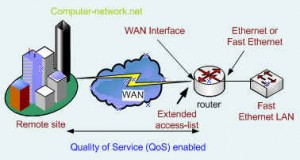 Computer-network.net
WAN Interface
Ethernet or
Fast Ethernet
WAN
router
Extended
access-list
Fast
Ethernet LAN
Remote site
Quality of Service (QoS) enabled